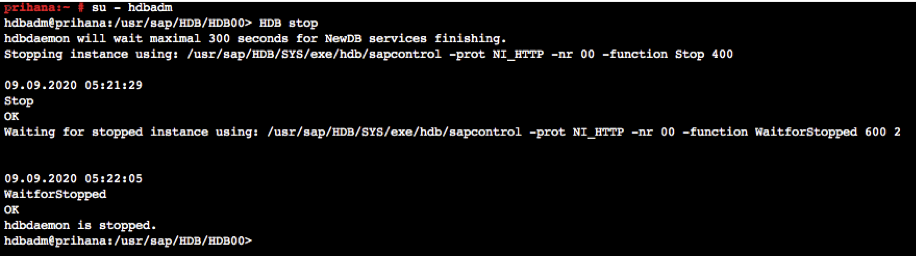 prihana:~ # su - hdbadm
hdbadm@prihana:/usr/sap/HDB/HDB00> HDB stop
hdbdaemon will wait maximal 300 seconds for NewDB services finishing.
Stopping instance using: /usr/sap/HDB/SYS/exe/hdb/sapcontrol -prot NI_HTTP -nr 00 -function Stop 400
09.09.2020 05:21:29
Stop
OK
Waiting for stopped instance using: /usr/sap/HDB/SYS/exe/hdb/sapcontrol -prot NI_HTTP -nr 00 -function WaitforStopped 600 2
09.09.2020 05:22:05
WaitforStopped
OK
hdbdaemon is stopped.
hdbadm@prihana:/usr/sap/HDB/HDB00>